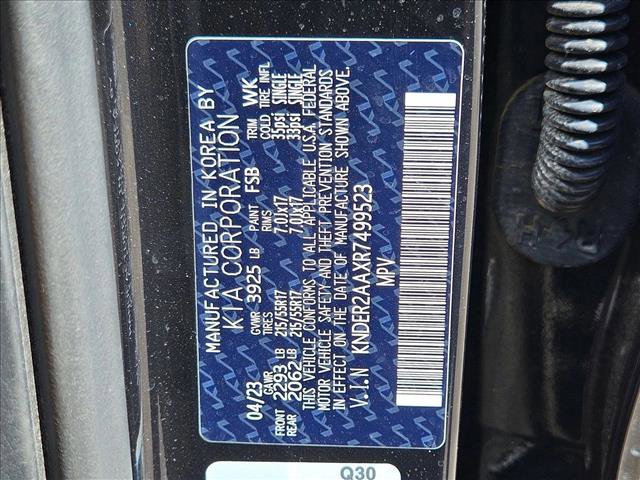 MANUFACTURED IN KOREA BY
KIA CORPORATION
04/23 GVWR 3925 LB PAINT FSB TRIM WK
GAWR TIRES RIMS COLD TIRE INFL
FRONT 2293 LB 215/55R17 7.0JX17 35psi SINGLE
REAR 2062 LB 215/55R17 7.0JX17 33psi SINGLE
THIS VEHICLE CONFORMS TO ALL APPLICABLE U.S.A. FEDERAL
MOTOR VEHICLE SAFETY AND THEFT PREVENTION STANDARDS
IN EFFECT ON THE DATE OF MANUFACTURE SHOWN ABOVE.
V.I.N KNDER2AAXR7499523
MPV
Q30